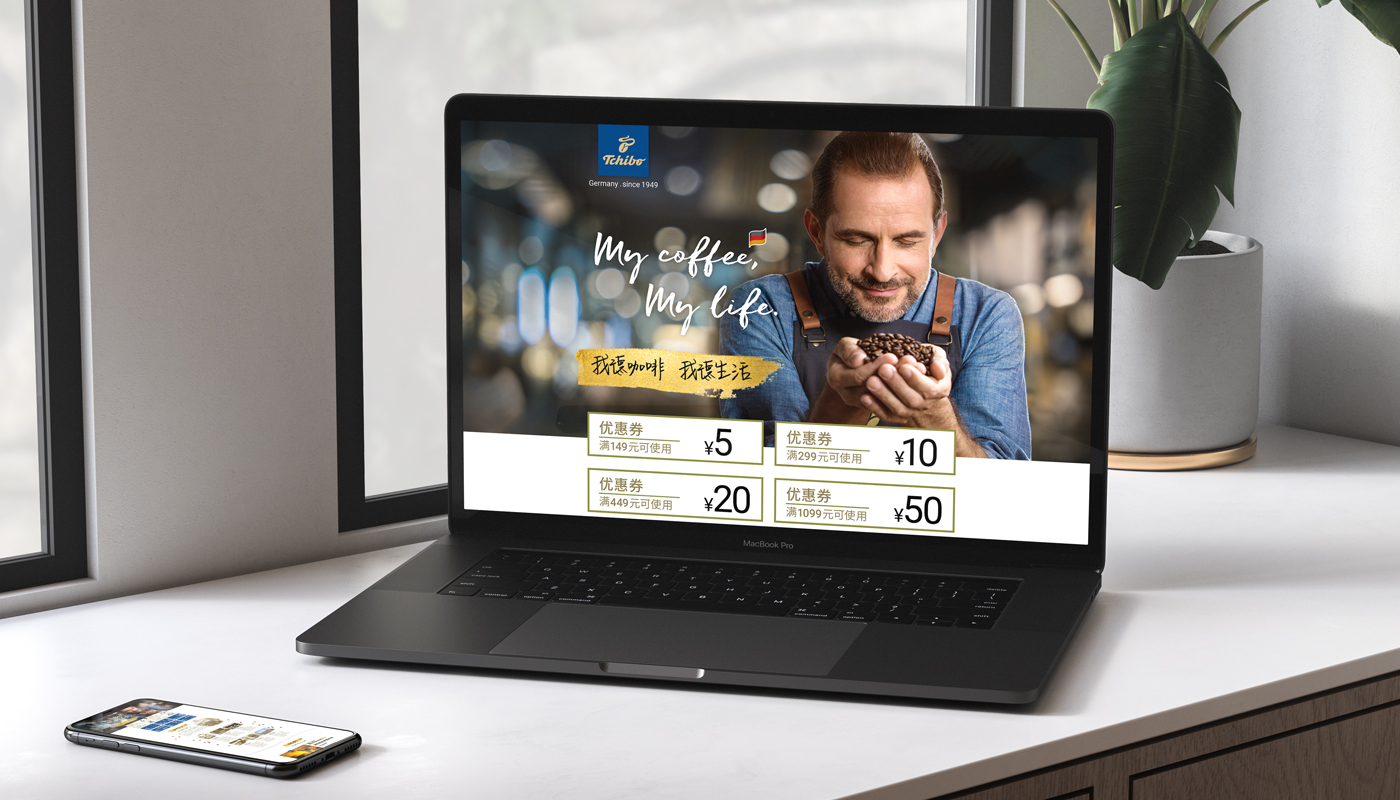 Tchibo
Germany . since 1949
My coffee,
My life.
我懂咖啡 我懂生活
优惠券
满149元可使用
¥5
优惠券
满299元可使用
¥10
优惠券
满449元可使用
¥20
优惠券
满1099元可使用
¥50
MacBook Pro